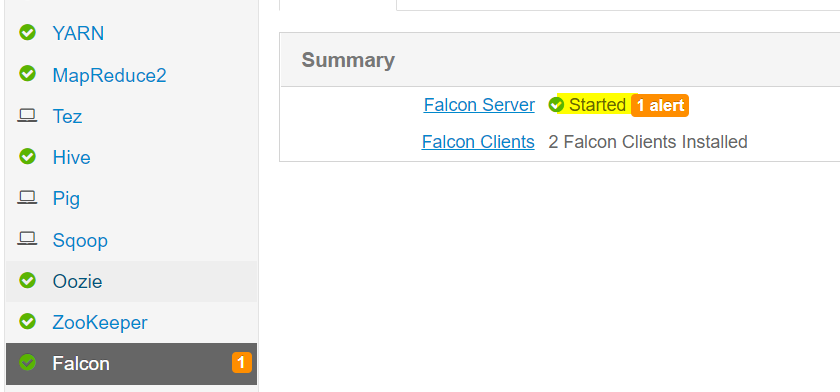 YARN
MapReduce2
Tez
Hive
Pig
Sqoop
Oozie
ZooKeeper
Falcon 1
Summary
Falcon Server Started 1 alert
Falcon Clients 2 Falcon Clients Installed